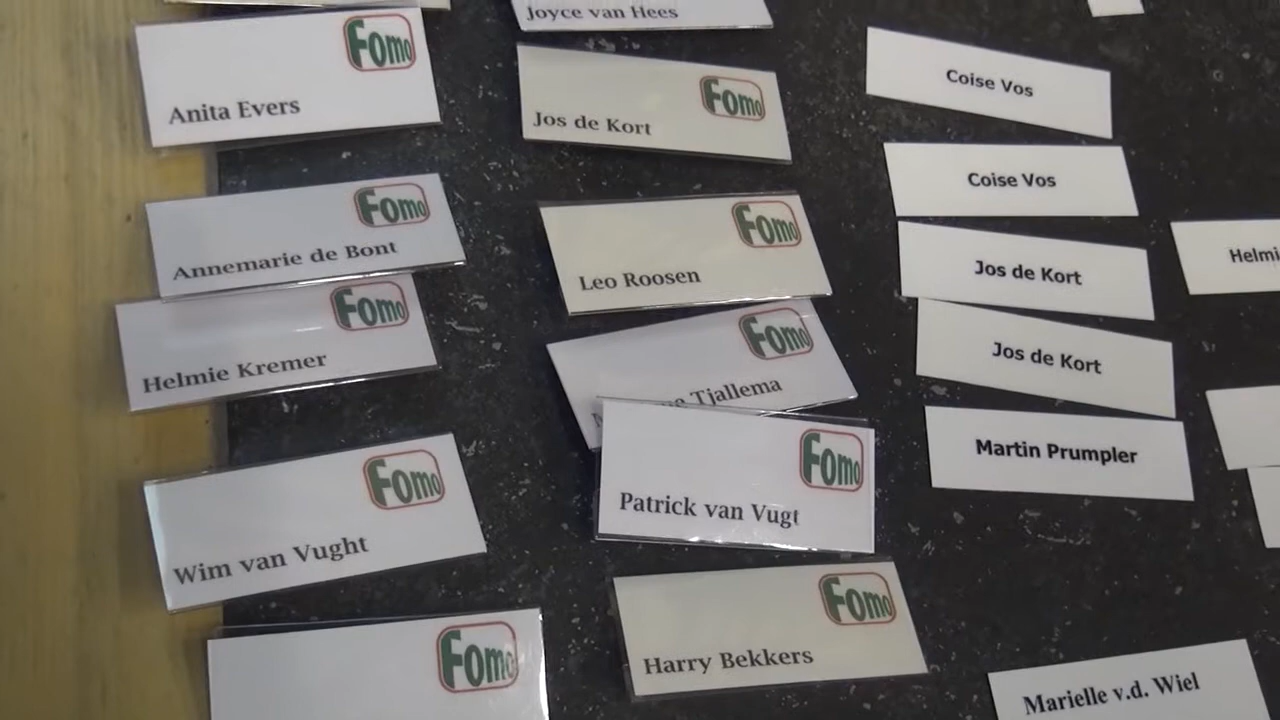 Fomo
Anita Evers
Fomo
Annemarie de Bont
Fomo
Helmie Kremer
Fomo
Wim van Vught
Fomo
Joyce van Hees
Fomo
Jos de Kort
Fomo
Leo Roosen
Fomo
Tjallema
Fomo
Patrick van Vugt
Fomo
Harry Bekkers
Coise Vos
Coise Vos
Jos de Kort
Jos de Kort
Martin Prumpler
Marielle v.d. Wiel
Helmi